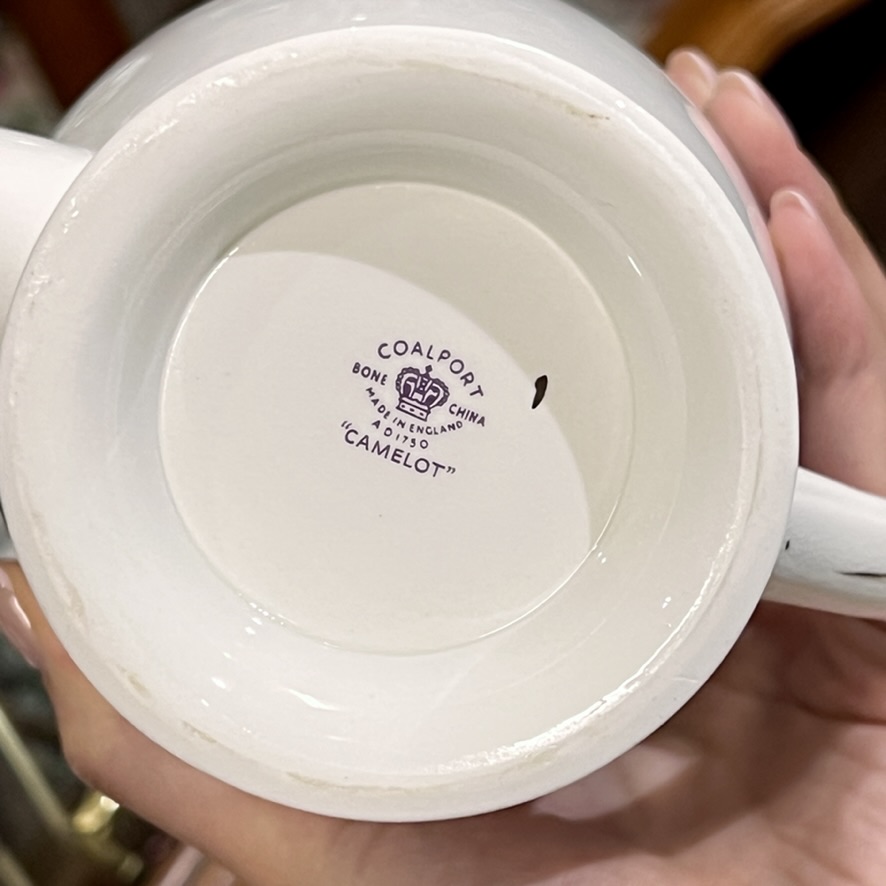 COALPORT
BONE CHINA
MADE IN ENGLAND
AD1750
"CAMELOT"